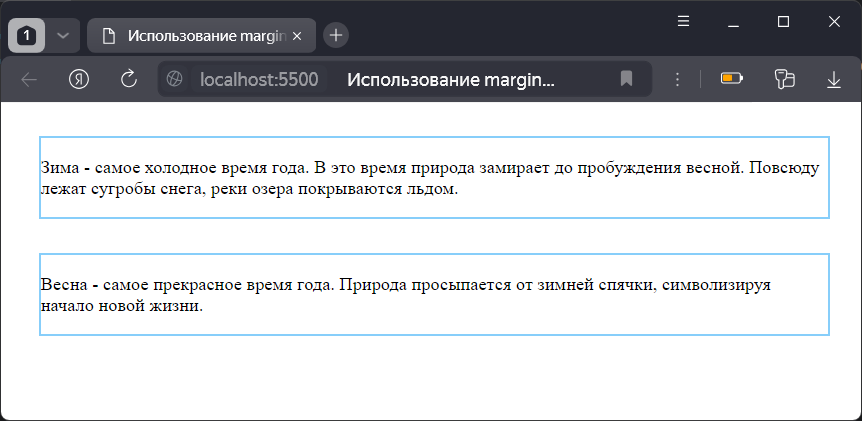 1
Использование margin
Я
localhost:5500 Использование margin...
Зима - самое холодное время года. В это время природа замирает до пробуждения весной. Повсюду
лежат сугробы снега, реки озера покрываются льдом.
Весна - самое прекрасное время года. Природа просыпается от зимней спячки, символизируя
начало новой жизни.